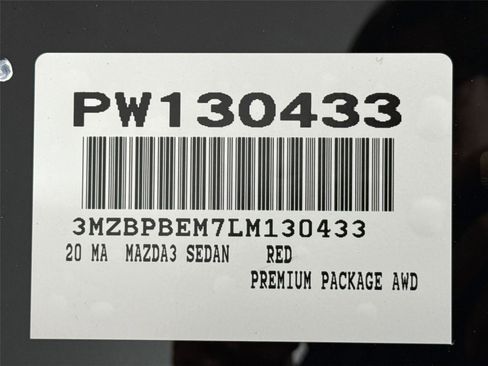 PW130433
3MZBPBEM7LM130433
20 MA MAZDA3 SEDAN RED
PREMIUM PACKAGE AWD